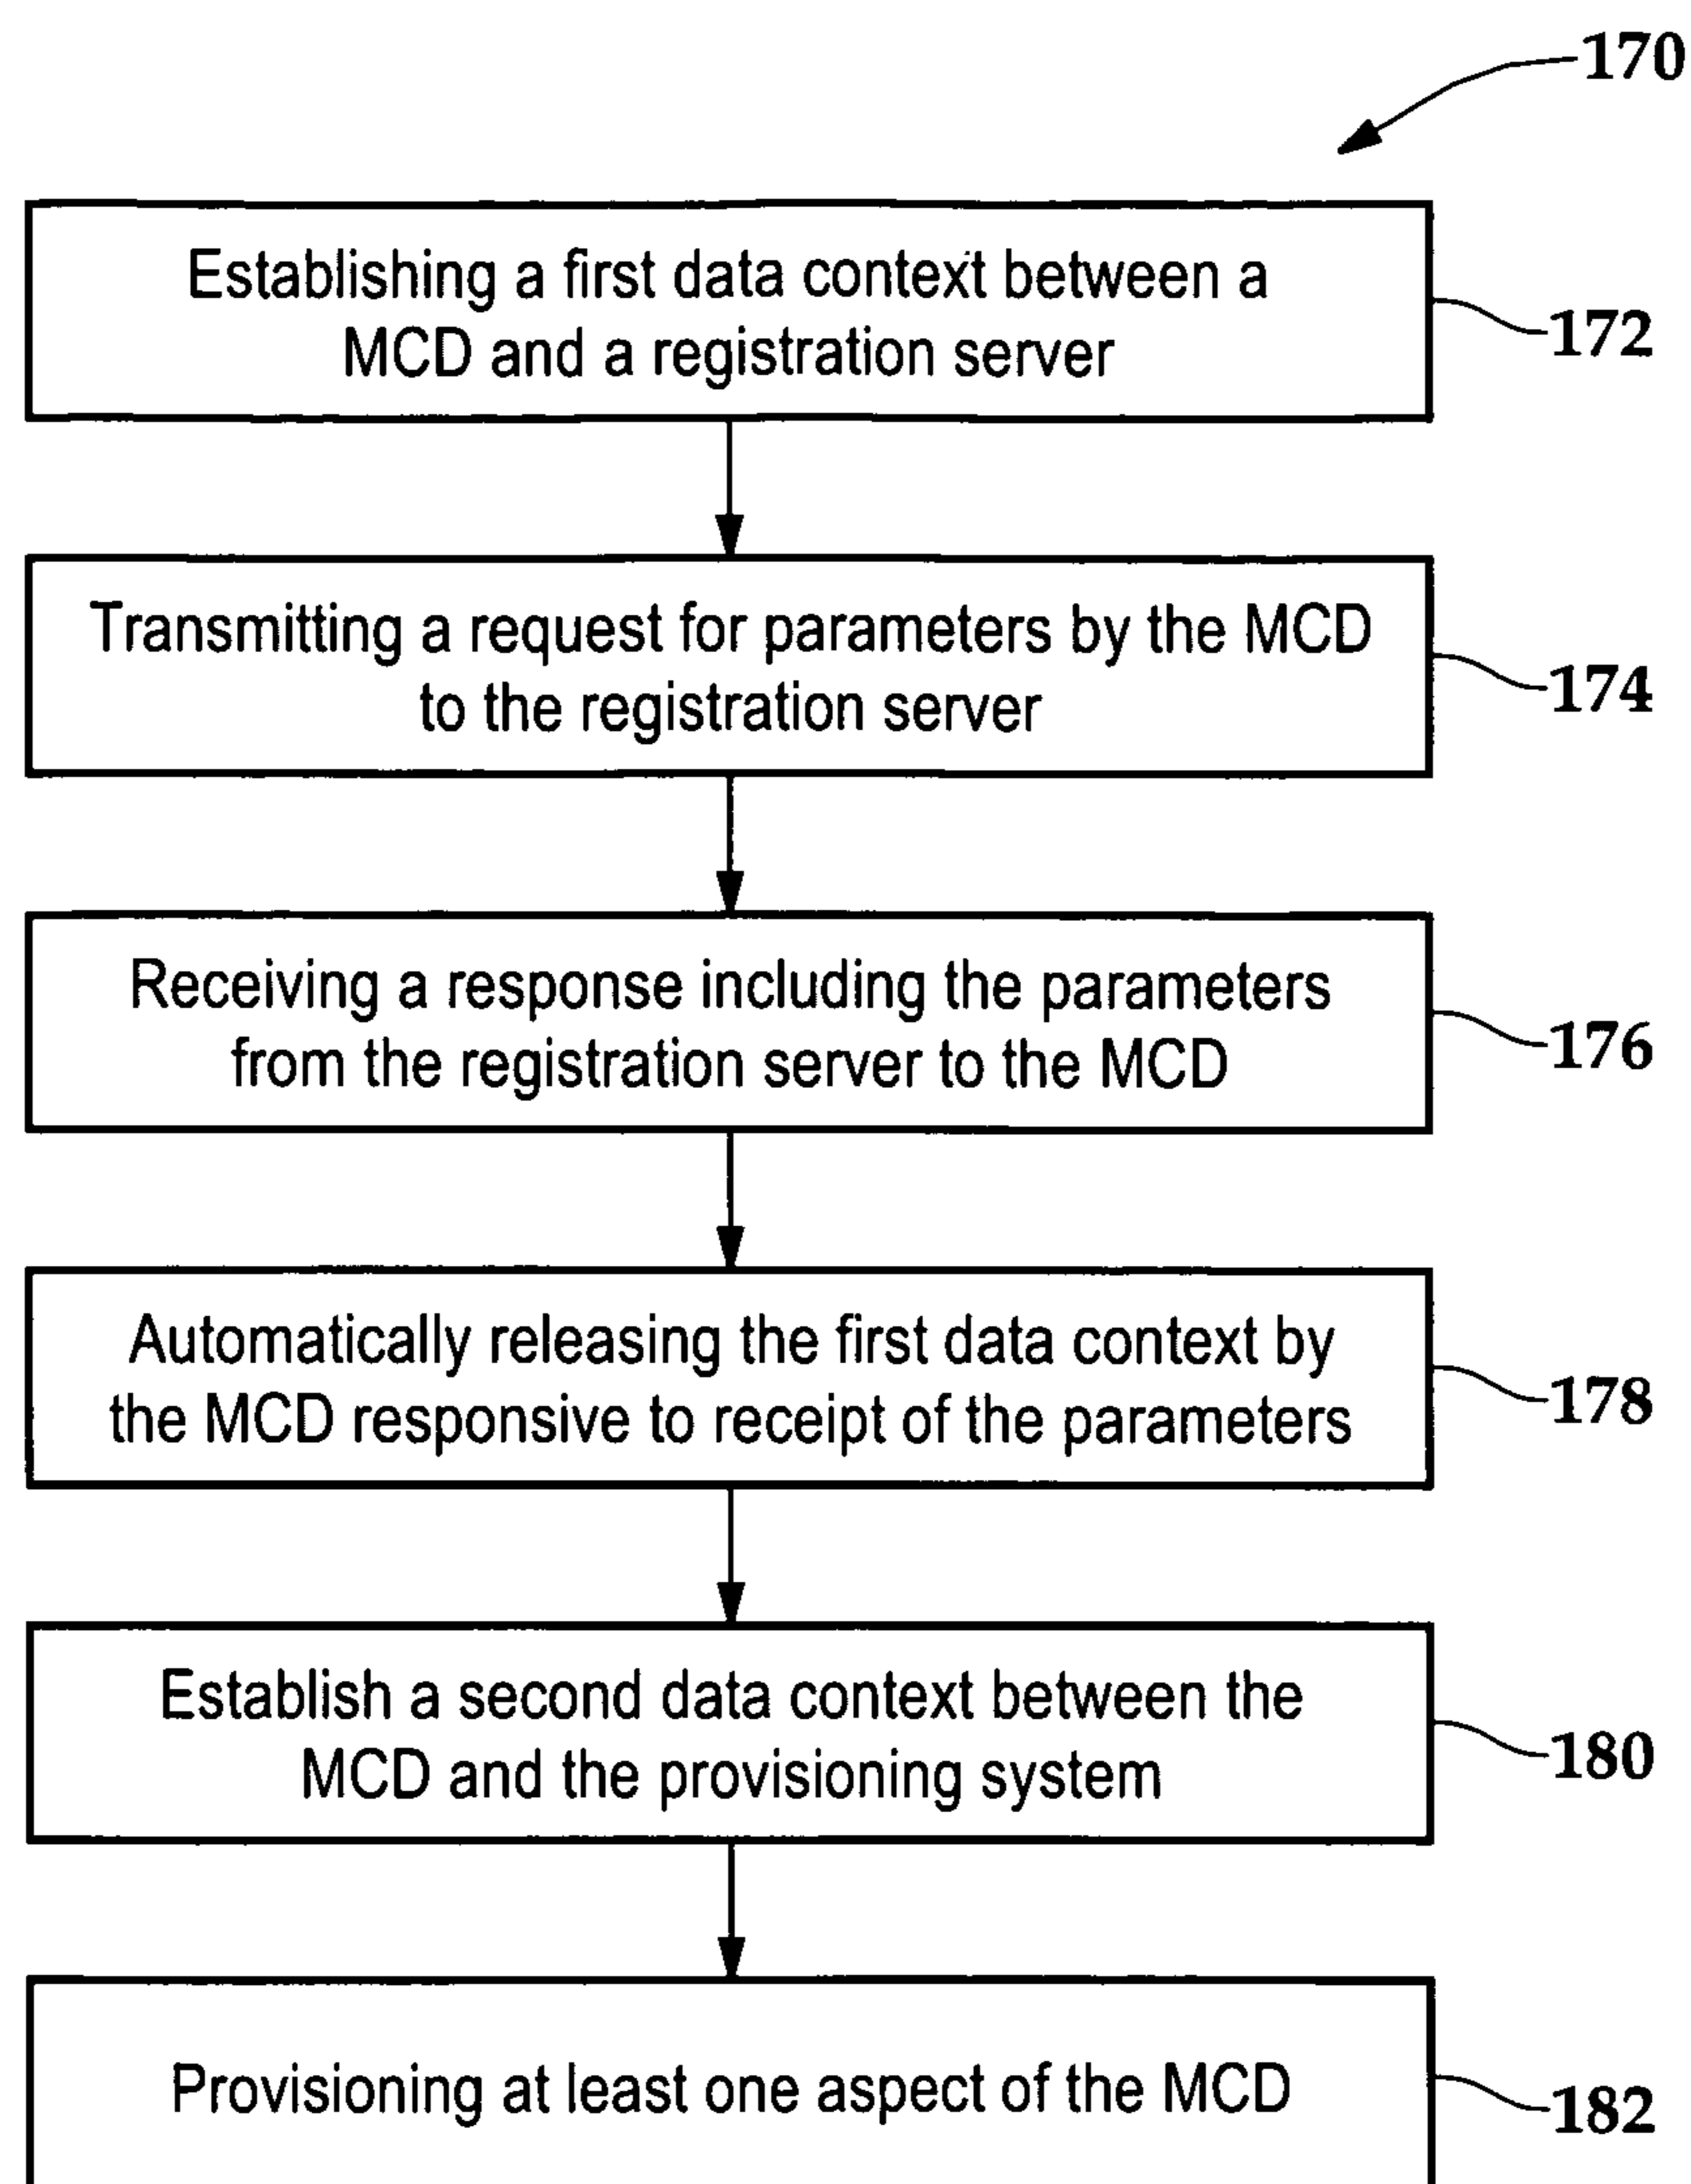 170
Establishing a first data context between a
MCD and a registration server
172
Transmitting a request for parameters by the MCD
to the registration server
174
Receiving a response including the parameters
from the registration server to the MCD
176
Automatically releasing the first data context by
the MCD responsive to receipt of the parameters
178
Establish a second data context between the
MCD and the provisioning system
180
Provisioning at least one aspect of the MCD
182